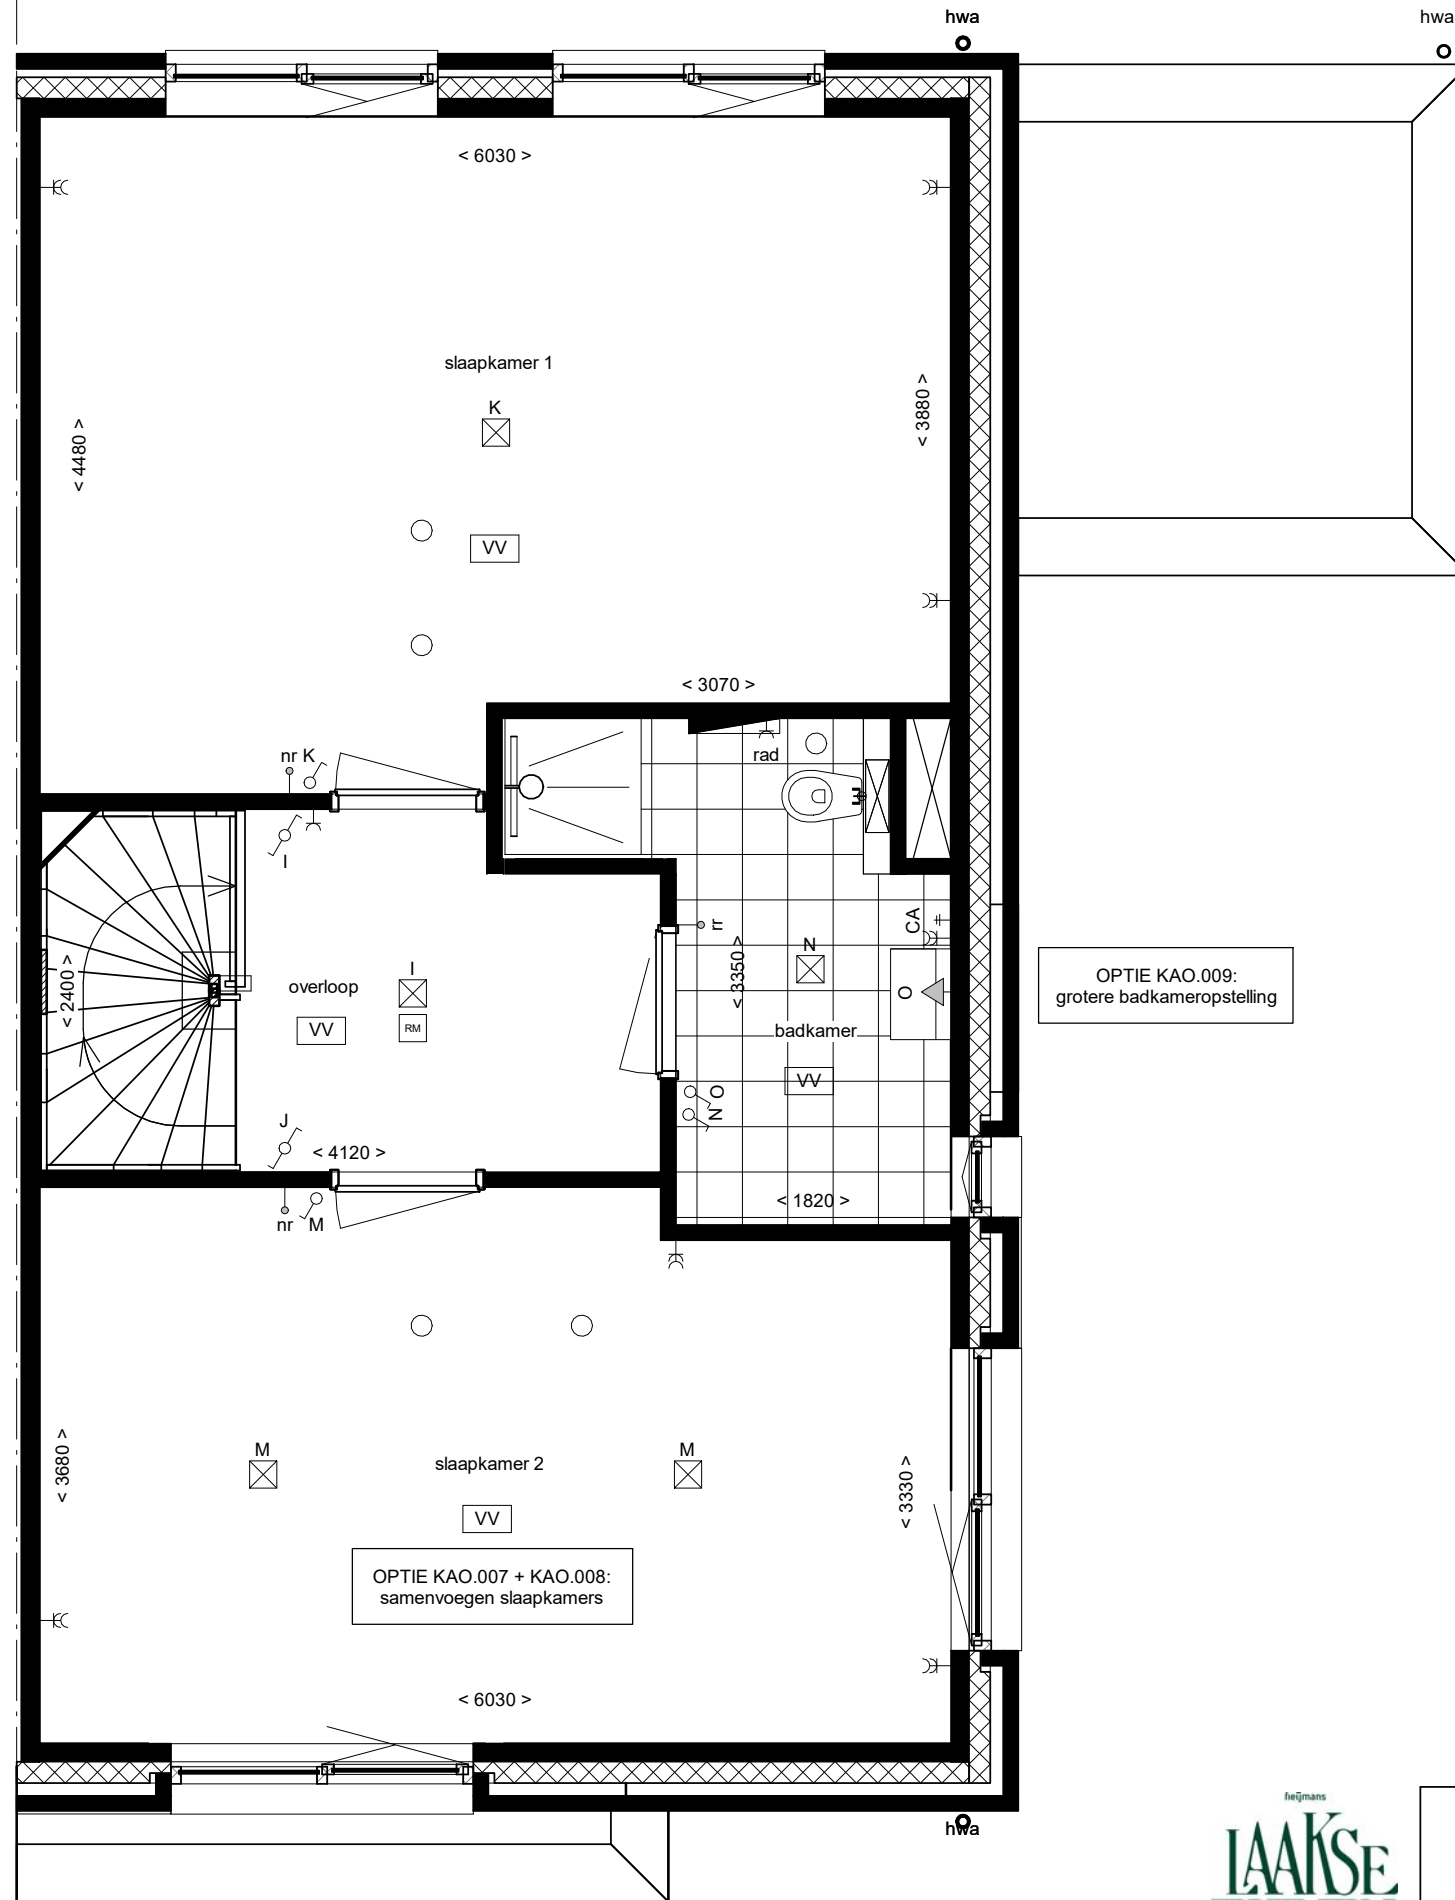 hwa
hwa
< 6030 >
slaapkamer 1
K
< 4480 >
< 3880 >
VV
< 3070 >
nr K
rad
I
CA
rr
N
< 3350 >
O
overloop
I
< 2400 >
VV
RM
badkamer
VV
OPTIE KAO.009:
grotere badkameropstelling
O
N
J
< 4120 >
< 1820 >
nr M
M
M
slaapkamer 2
< 3680 >
< 3330 >
VV
OPTIE KAO.007 + KAO.008:
samenvoegen slaapkamers
< 6030 >
heijmans
LAAKSE
hwa